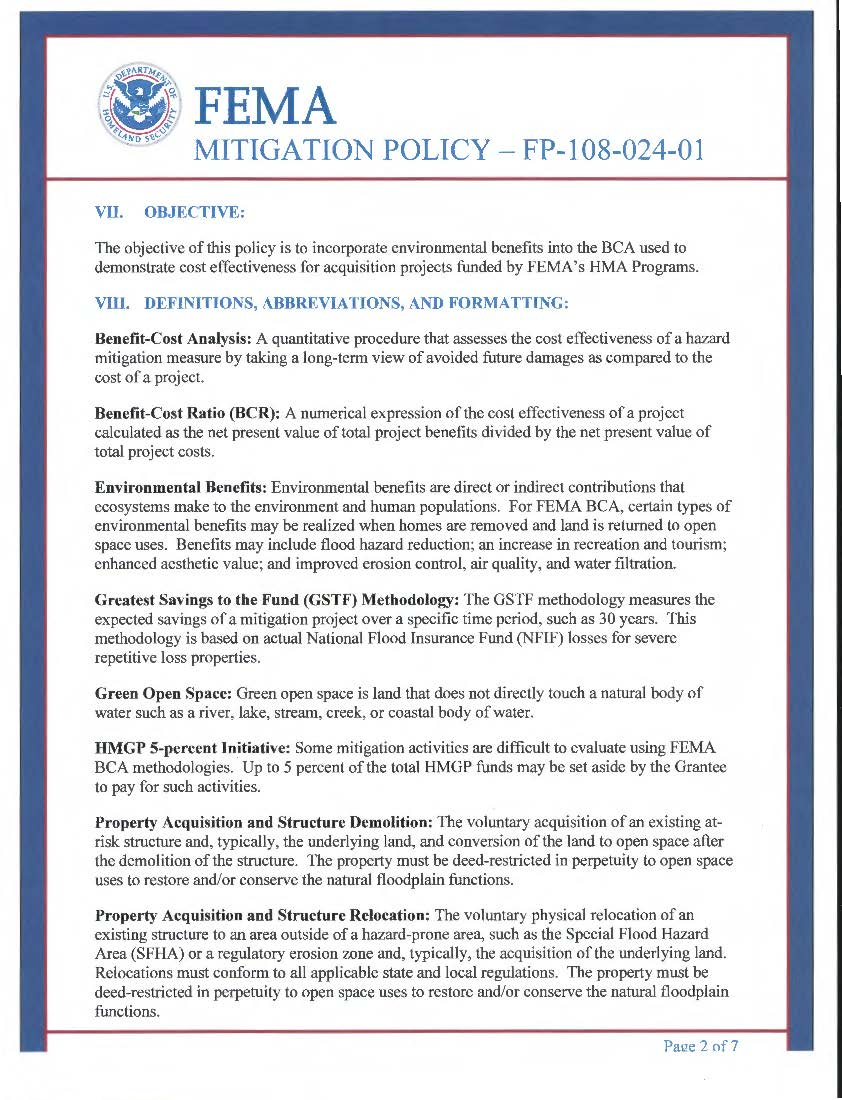 U.S. DEPARTMENT OF HOMELAND SECURITY
FEMA
MITIGATION POLICY – FP-108-024-01
VII. OBJECTIVE:
The objective of this policy is to incorporate environmental benefits into the BCA used to
demonstrate cost effectiveness for acquisition projects funded by FEMA's HMA Programs.
VIII. DEFINITIONS, ABBREVIATIONS, AND FORMATTING:
Benefit-Cost Analysis: A quantitative procedure that assesses the cost effectiveness of a hazard
mitigation measure by taking a long-term view of avoided future damages as compared to the
cost of a project.
Benefit-Cost Ratio (BCR): A numerical expression of the cost effectiveness of a project
calculated as the net present value of total project benefits divided by the net present value of
total project costs.
Environmental Benefits: Environmental benefits are direct or indirect contributions that
ecosystems make to the environment and human populations. For FEMA BCA, certain types of
environmental benefits may be realized when homes are removed and land is returned to open
space uses. Benefits may include flood hazard reduction; an increase in recreation and tourism;
enhanced aesthetic value; and improved erosion control, air quality, and water filtration.
Greatest Savings to the Fund (GSTF) Methodology: The GSTF methodology measures the
expected savings of a mitigation project over a specific time period, such as 30 years. This
methodology is based on actual National Flood Insurance Fund (NFIF) losses for severe
repetitive loss properties.
Green Open Space: Green open space is land that does not directly touch a natural body of
water such as a river, lake, stream, creek, or coastal body of water.
HMGP 5-percent Initiative: Some mitigation activities are difficult to evaluate using FEMA
BCA methodologies. Up to 5 percent of the total HMGP funds may be set aside by the Grantee
to pay for such activities.
Property Acquisition and Structure Demolition: The voluntary acquisition of an existing at-
risk structure and, typically, the underlying land, and conversion of the land to open space after
the demolition of the structure. The property must be deed-restricted in perpetuity to open space
uses to restore and/or conserve the natural floodplain functions.
Property Acquisition and Structure Relocation: The voluntary physical relocation of an
existing structure to an area outside of a hazard-prone area, such as the Special Flood Hazard
Area (SFHA) or a regulatory erosion zone and, typically, the acquisition of the underlying land.
Relocations must conform to all applicable state and local regulations. The property must be
deed-restricted in perpetuity to open space uses to restore and/or conserve the natural floodplain
functions.
Page 2 of 7